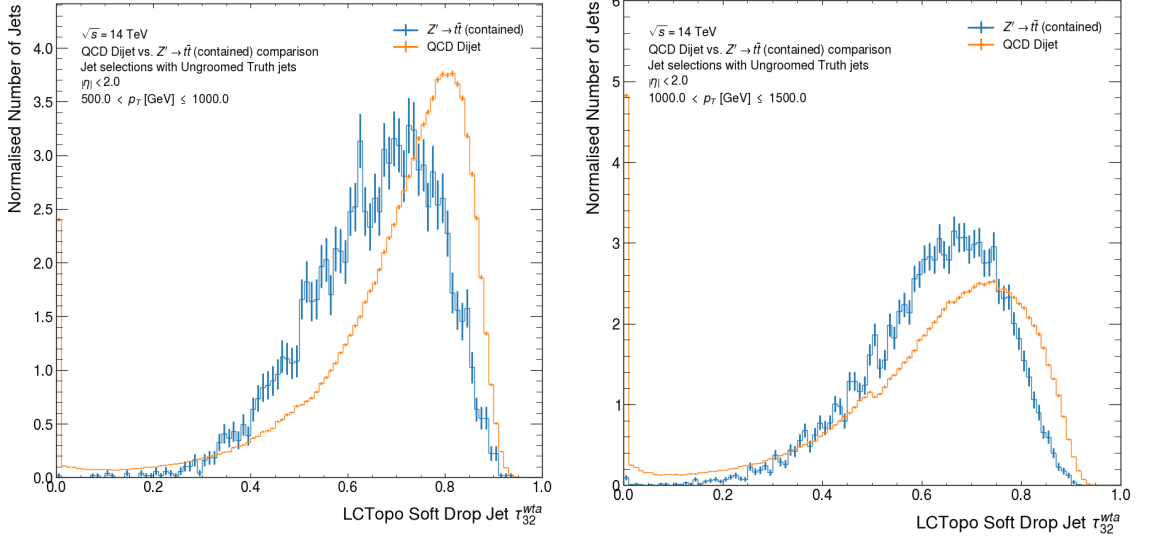 Normalised Number of Jets
4.0
3.5
3.0
2.5
2.0
1.5
1.0
0.5
0.0
√s = 14 TeV
QCD Dijet vs. Z′ → tt̄ (contained) comparison
Jet selections with Ungroomed Truth jets
|η| < 2.0
500.0 < pT [GeV] ≤ 1000.0
Z′ → tt̄ (contained)
QCD Dijet
0.0 0.2 0.4 0.6 0.8 1.0
LCTopo Soft Drop Jet τ32^wta
Normalised Number of Jets
6
5
4
3
2
1
0
√s = 14 TeV
QCD Dijet vs. Z′ → tt̄ (contained) comparison
Jet selections with Ungroomed Truth jets
|η| < 2.0
1000.0 < pT [GeV] ≤ 1500.0
Z′ → tt̄ (contained)
QCD Dijet
0.0 0.2 0.4 0.6 0.8 1.0
LCTopo Soft Drop Jet τ32^wta